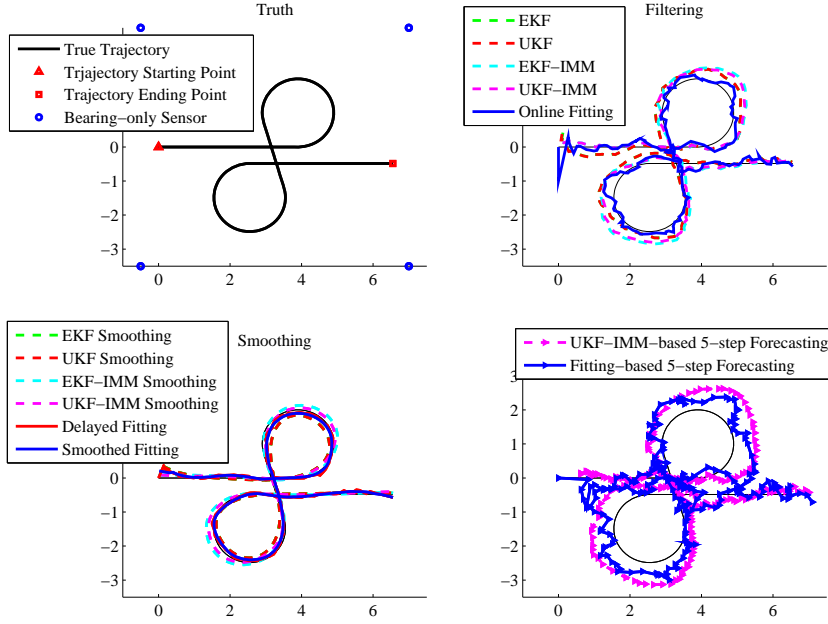 Truth
True Trajectory
Trjajectory Starting Point
Trajectory Ending Point
Bearing−only Sensor
0
−1
−2
−3
0
2
4
6
Filtering
EKF
UKF
EKF−IMM
UKF−IMM
Online Fitting
0
−1
−2
−3
0
2
4
6
Smoothing
EKF Smoothing
UKF Smoothing
EKF−IMM Smoothing
UKF−IMM Smoothing
Delayed Fitting
Smoothed Fitting
0
−1
−2
−3
0
2
4
6
UKF−IMM−based 5−step Forecasting
Fitting−based 5−step Forecasting
3
2
1
0
−1
−2
−3
0
2
4
6